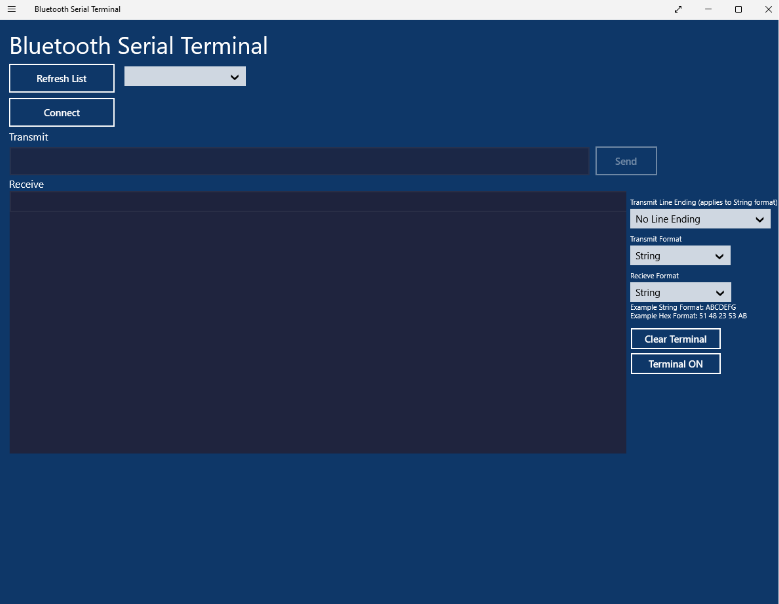 Bluetooth Serial Terminal
Bluetooth Serial Terminal
Refresh List
Connect
Transmit
Send
Receive
Transmit Line Ending (applies to String format)
No Line Ending
Transmit Format
String
Recieve Format
String
Example String Format: ABCDEFG
Example Hex Format: 51 48 23 53 AB
Clear Terminal
Terminal ON